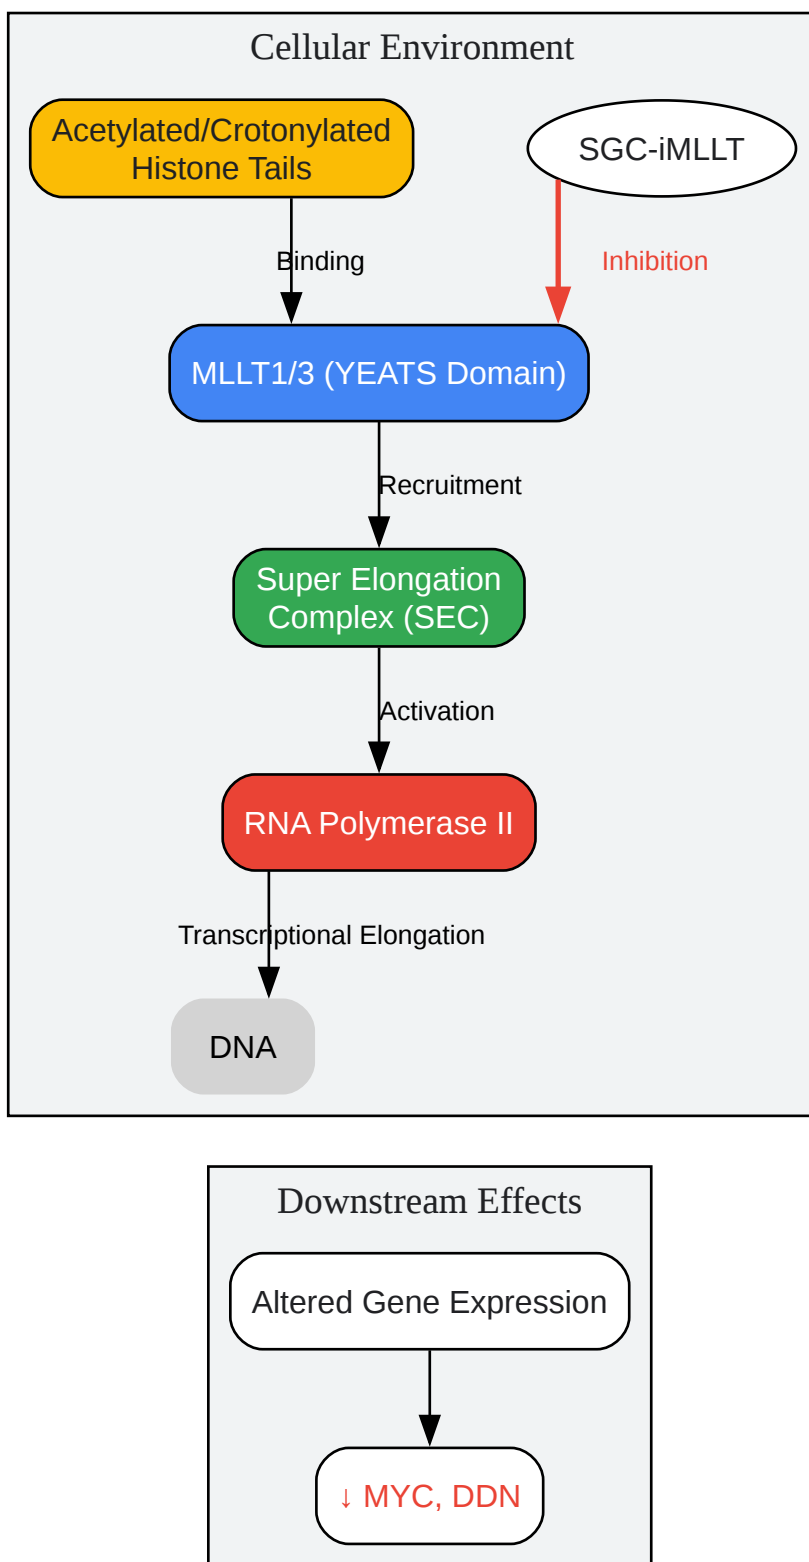 Cellular Environment
Acetylated/Crotonylated
Histone Tails
SGC-iMLLT
Binding
Inhibition
MLLT1/3 (YEATS Domain)
Recruitment
Super Elongation
Complex (SEC)
Activation
RNA Polymerase II
Transcriptional Elongation
DNA
Downstream Effects
Altered Gene Expression
↓ MYC, DDN